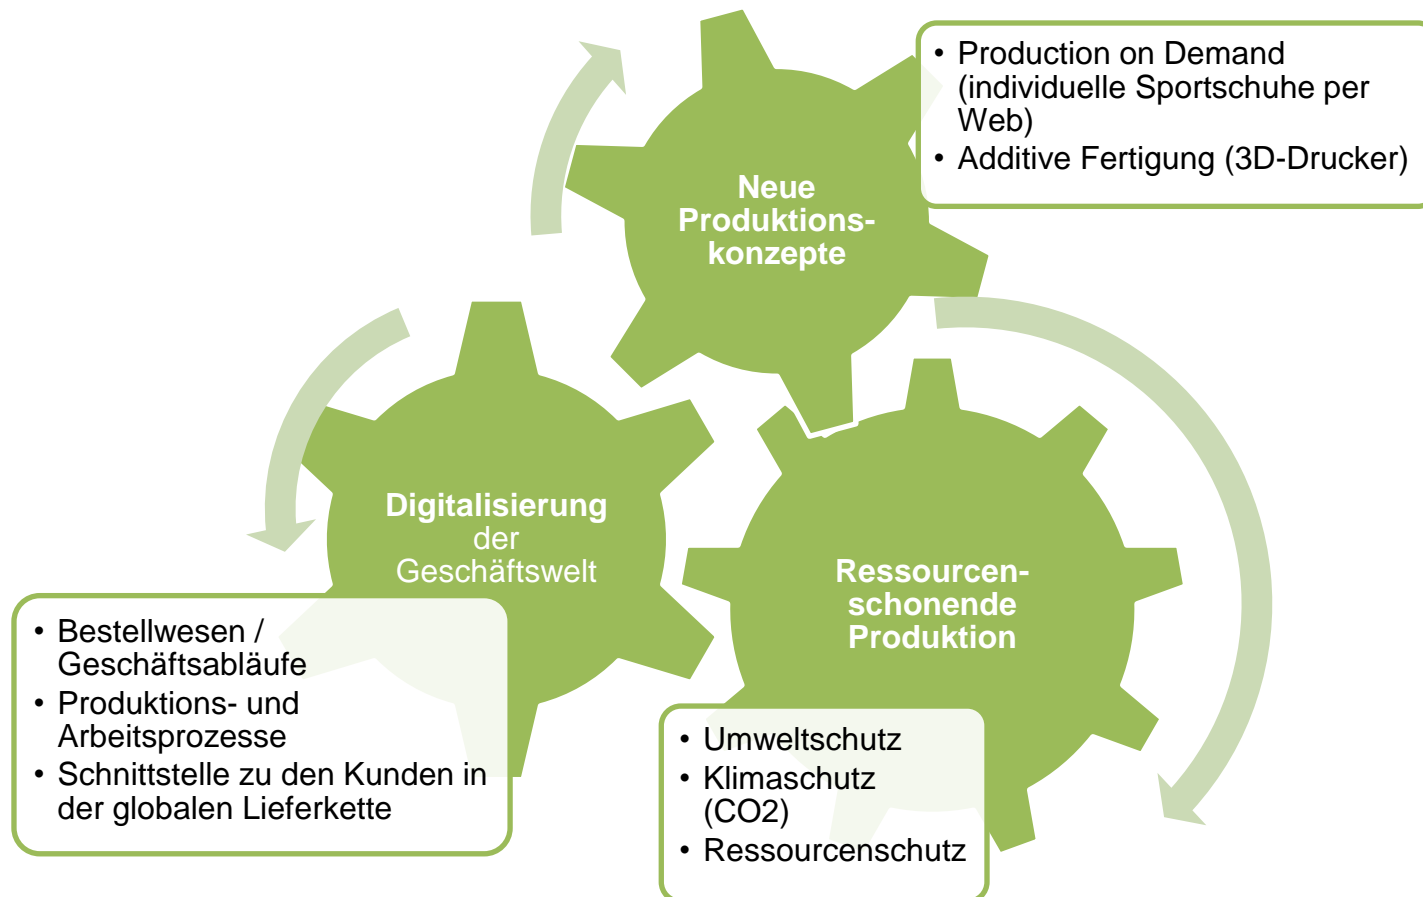 • Production on Demand
(individuelle Sportschuhe per
Web)
• Additive Fertigung (3D-Drucker)
Neue
Produktions-
konzepte
Digitalisierung
der
Geschäftswelt
• Bestellwesen /
Geschäftsabläufe
• Produktions- und
Arbeitsprozesse
• Schnittstelle zu den Kunden in
der globalen Lieferkette
Ressourcen-
schonende
Produktion
• Umweltschutz
• Klimaschutz
(CO2)
• Ressourcenschutz